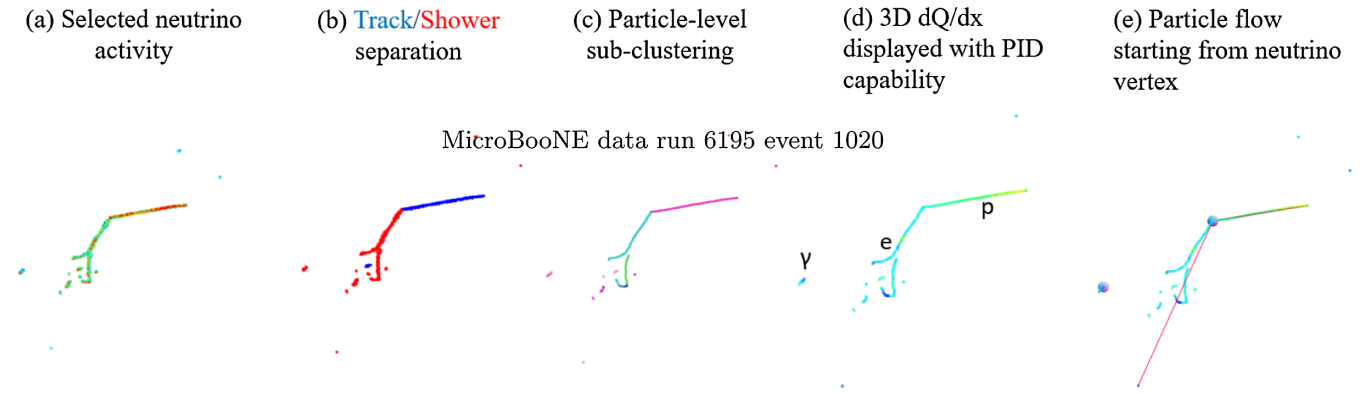 (a) Selected neutrino
activity
(b) Track/Shower
separation
(c) Particle-level
sub-clustering
(d) 3D dQ/dx
displayed with PID
capability
(e) Particle flow
starting from neutrino
vertex
MicroBooNE data run 6195 event 1020
p
e
γ